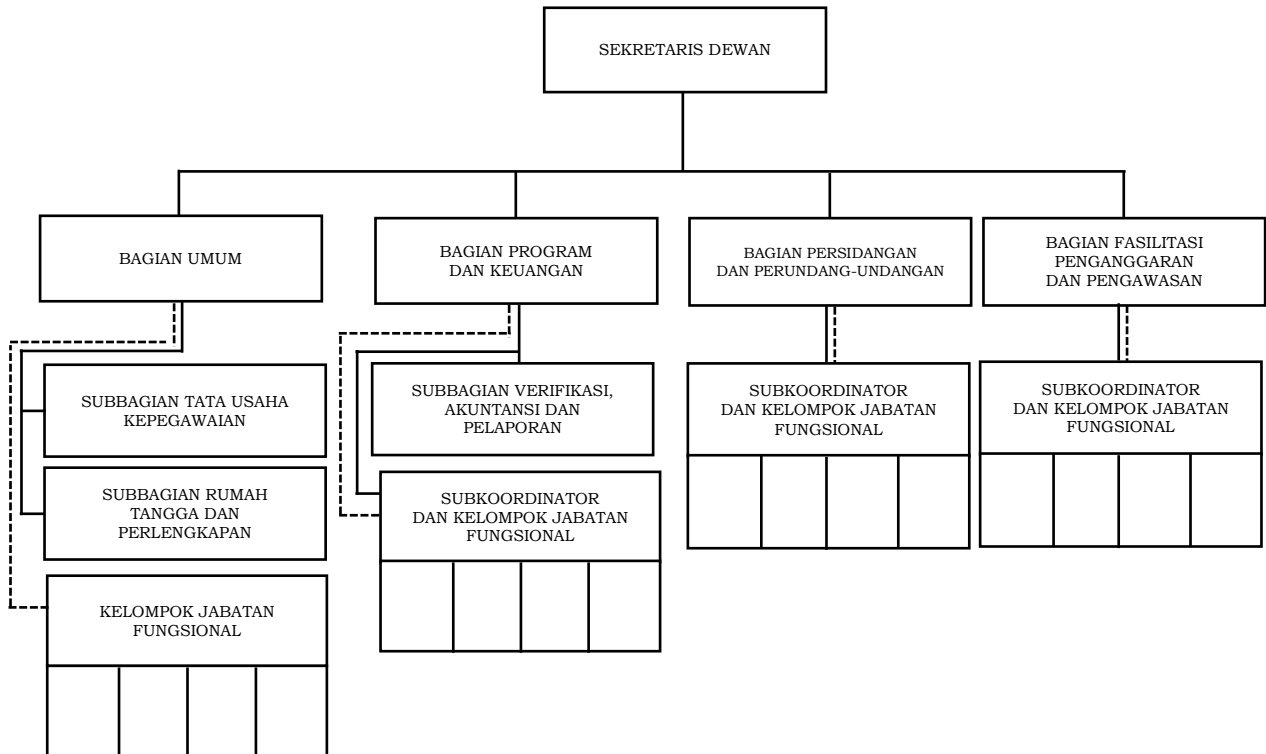 SEKRETARIS DEWAN
BAGIAN UMUM
BAGIAN PROGRAM
DAN KEUANGAN
BAGIAN PERSIDANGAN
DAN PERUNDANG-UNDANGAN
BAGIAN FASILITASI
PENGANGGARAN
DAN PENGAWASAN
SUBBAGIAN TATA USAHA
KEPEGAWAIAN
SUBBAGIAN RUMAH
TANGGA DAN
PERLENGKAPAN
KELOMPOK JABATAN
FUNGSIONAL
SUBBAGIAN VERIFIKASI,
AKUNTANSI DAN
PELAPORAN
SUBKOORDINATOR
DAN KELOMPOK JABATAN
FUNGSIONAL
SUBKOORDINATOR
DAN KELOMPOK JABATAN
FUNGSIONAL
SUBKOORDINATOR
DAN KELOMPOK JABATAN
FUNGSIONAL